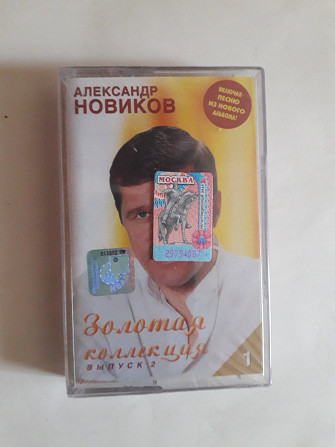 АЛЕКСАНДР
НОВИКОВ
ВКЛЮЧАЯ
ПЕСНЮ
ИЗ НОВОГО
АЛЬБОМА!
МОСКВА
Золотая
коллекция
ВЫПУСК 2
1